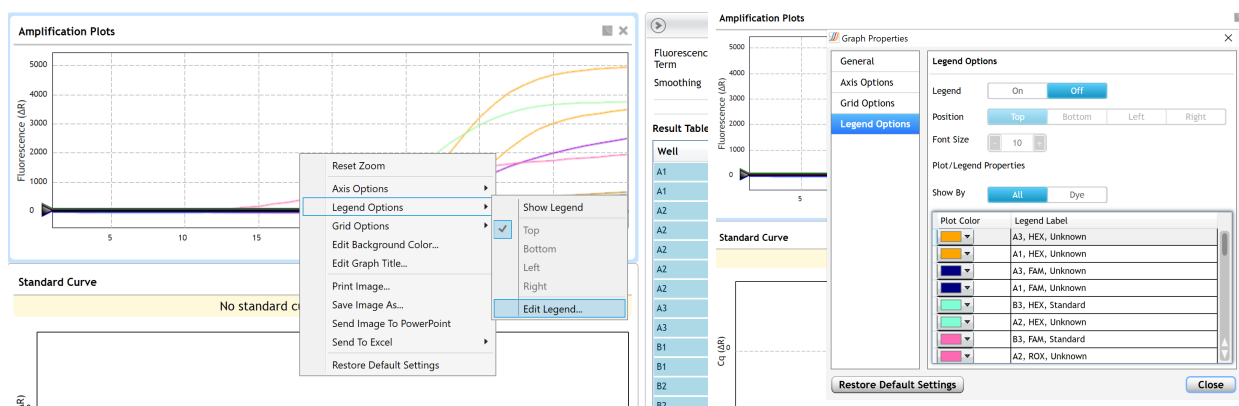 Amplification Plots
5000
4000
3000
2000
1000
0
Fluorescence (ΔR)
5
10
15
Reset Zoom
Axis Options
Legend Options
Grid Options
Edit Background Color...
Edit Graph Title...
Print Image...
Save Image As...
Send Image To PowerPoint
Send To Excel
Restore Default Settings
Show Legend
Top
Bottom
Left
Right
Edit Legend...
Standard Curve
No standard cu
Fluorescenc
Term
Smoothing
Result Table
Well
A1
A1
A2
A2
A2
A2
A2
A3
A3
B1
B1
B2
B2
Amplification Plots
5000
4000
3000
2000
1000
0
Fluorescence (ΔR)
5
Standard Curve
Cq (ΔR)
0
Graph Properties
General
Axis Options
Grid Options
Legend Options
Legend Options
Legend On Off
Position Top Bottom Left Right
Font Size - 10 +
Plot/Legend Properties
Show By All Dye
Plot Color Legend Label
A3, HEX, Unknown
A1, HEX, Unknown
A3, FAM, Unknown
A1, FAM, Unknown
B3, HEX, Standard
A2, HEX, Unknown
B3, FAM, Standard
A2, ROX, Unknown
Restore Default Settings
Close